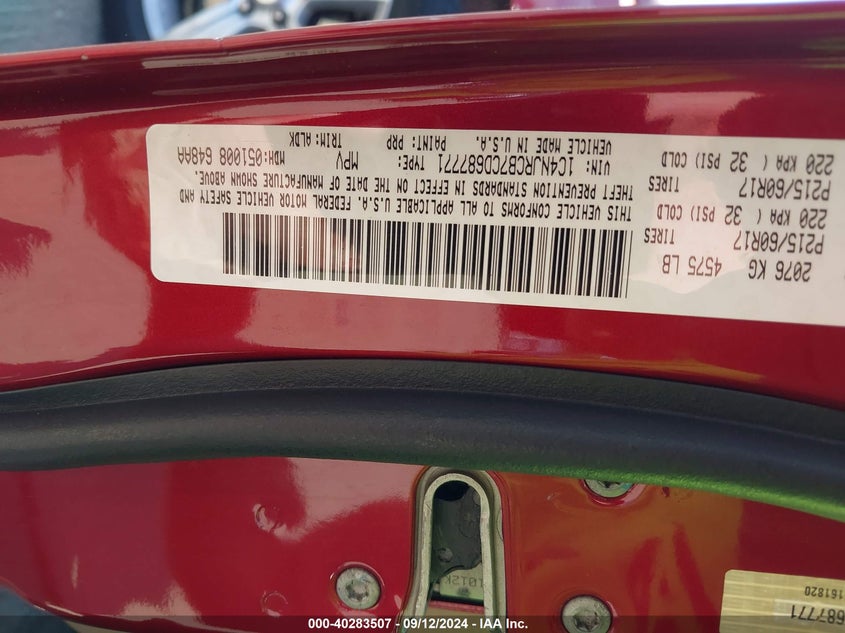 2076 KG
4575 LB
P215/60R17 TIRES
220 KPA ( 32 PSI) COLD
P215/60R17 TIRES
220 KPA ( 32 PSI) COLD
THIS VEHICLE CONFORMS TO ALL APPLICABLE U.S.A. FEDERAL MOTOR VEHICLE SAFETY AND
THEFT PREVENTION STANDARDS IN EFFECT ON THE DATE OF MANUFACTURE SHOWN ABOVE.
VIN: 1C4NJRCB7CD687771 TYPE: MPV MDH:051008 648AA
VEHICLE MADE IN U.S.A. PAINT: PRP TRIM: ALDK
1012K
687771
161820
000-40283507 - 09/12/2024 - IAA Inc.